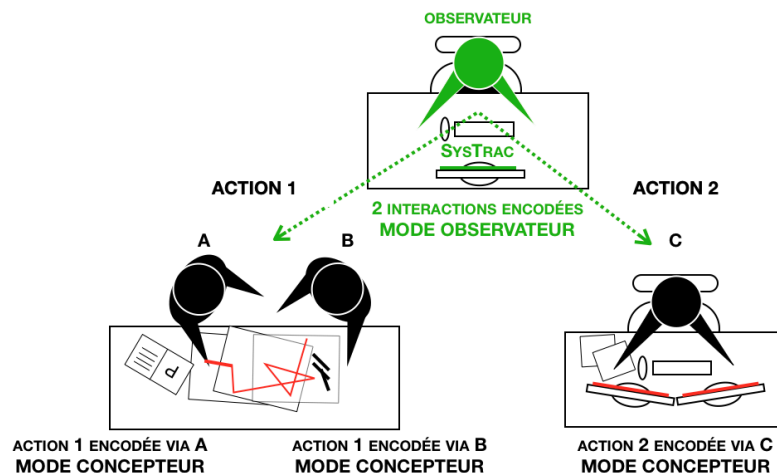 OBSERVATEUR
SYSTRAC
ACTION 1
ACTION 2
2 INTERACTIONS ENCODÉES
MODE OBSERVATEUR
A
B
C
P
ACTION 1 ENCODÉE VIA A
MODE CONCEPTEUR
ACTION 1 ENCODÉE VIA B
MODE CONCEPTEUR
ACTION 2 ENCODÉE VIA C
MODE CONCEPTEUR